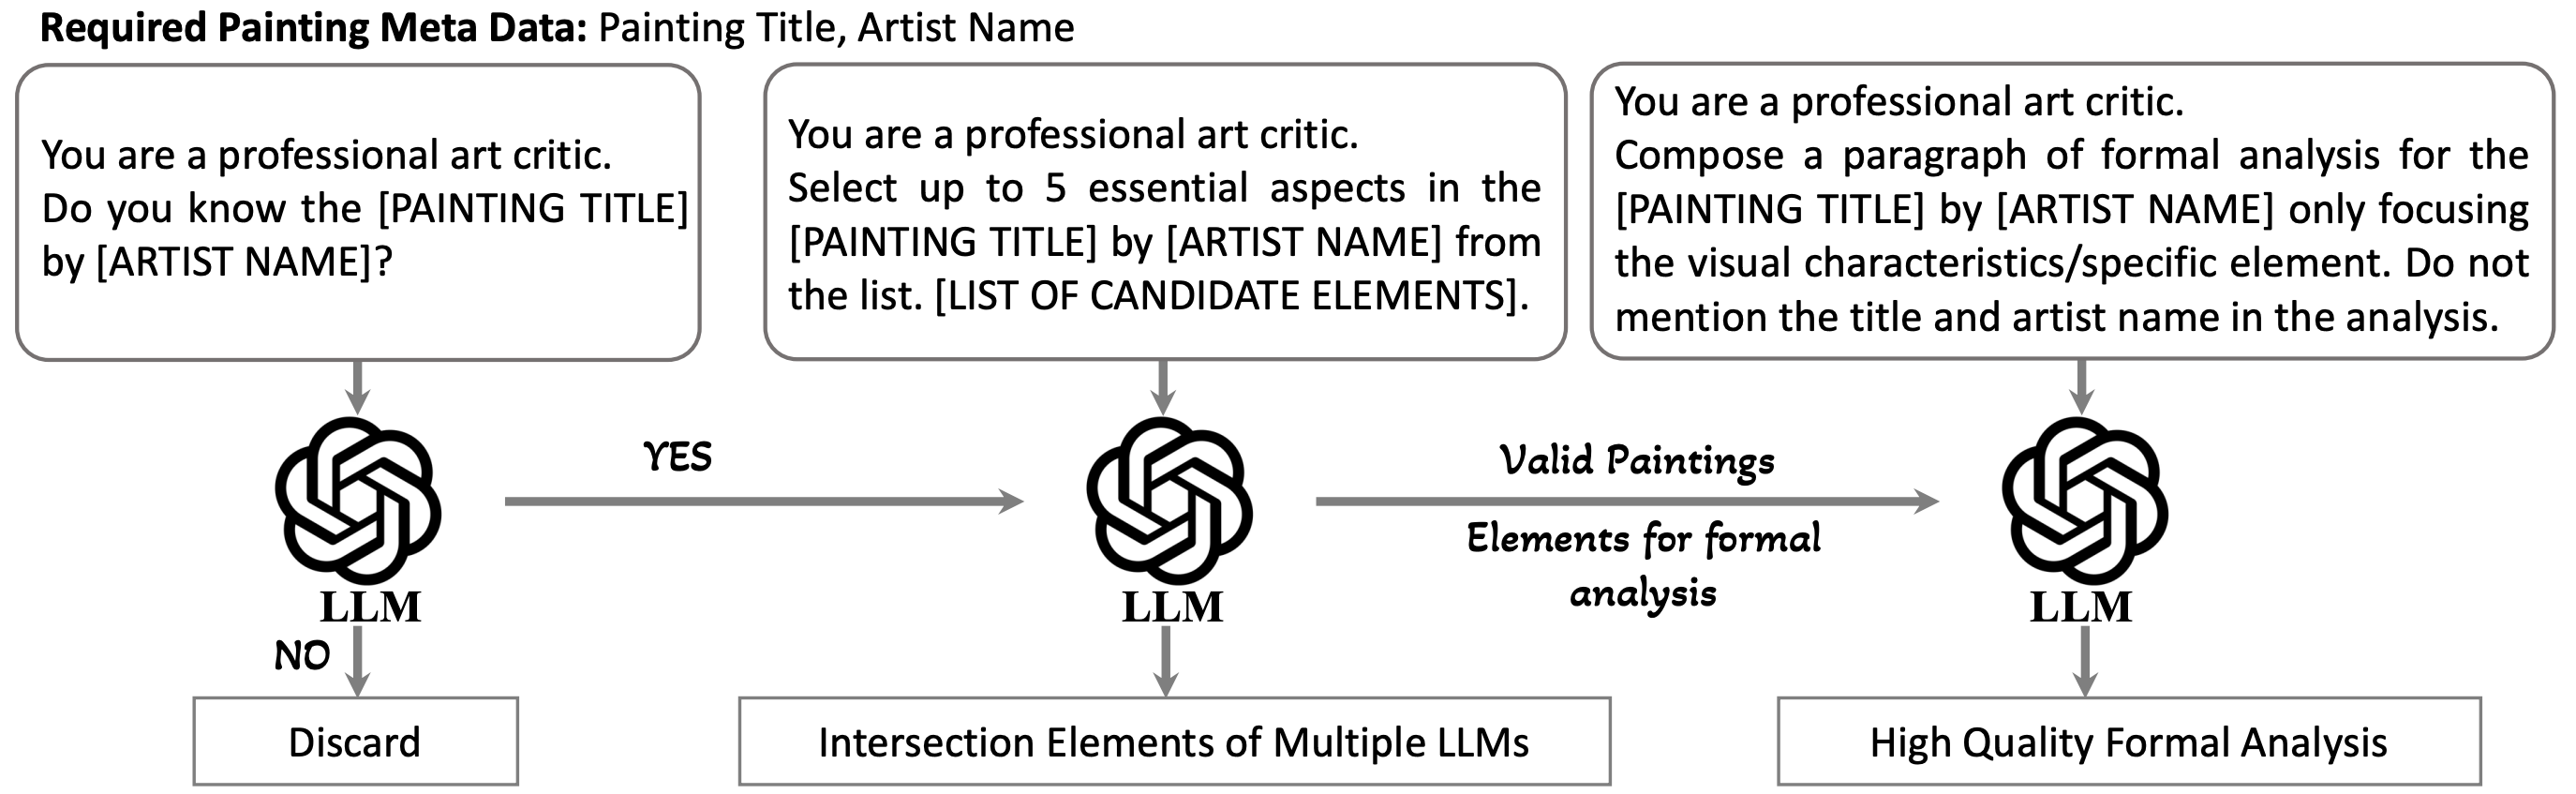 Required Painting Meta Data: Painting Title, Artist Name
You are a professional art critic.
Do you know the [PAINTING TITLE]
by [ARTIST NAME]?
You are a professional art critic.
Select up to 5 essential aspects in the
[PAINTING TITLE] by [ARTIST NAME] from
the list. [LIST OF CANDIDATE ELEMENTS].
You are a professional art critic.
Compose a paragraph of formal analysis for the
[PAINTING TITLE] by [ARTIST NAME] only focusing
the visual characteristics/specific element. Do not
mention the title and artist name in the analysis.
YES
Valid Paintings
Elements for formal
analysis
LLM
LLM
LLM
NO
Discard
Intersection Elements of Multiple LLMs
High Quality Formal Analysis